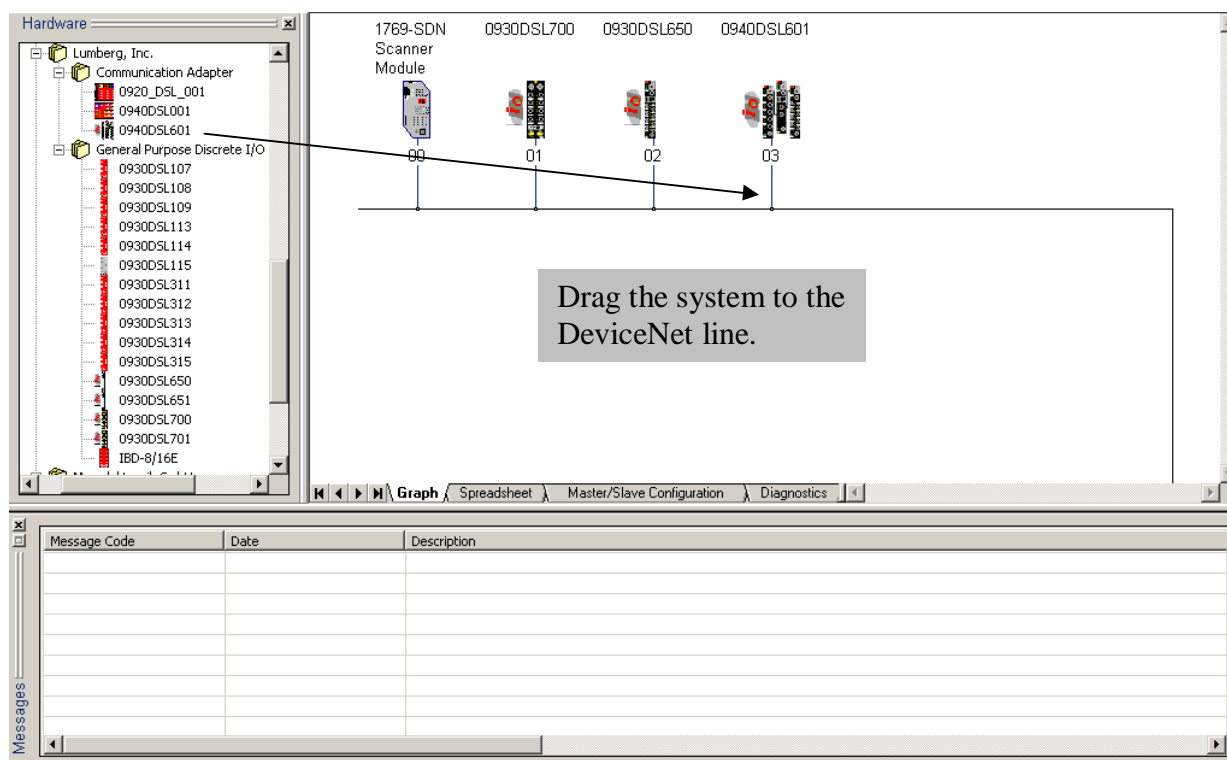 Hardware
Lumberg, Inc.
Communication Adapter
0920_DSL_001
0940DSL001
0940DSL601
General Purpose Discrete I/O
0930DSL107
0930DSL108
0930DSL109
0930DSL113
0930DSL114
0930DSL115
0930DSL311
0930DSL312
0930DSL313
0930DSL314
0930DSL315
0930DSL650
0930DSL651
0930DSL700
0930DSL701
IBD-8/16E
1769-SDN
Scanner
Module
0930DSL700
0930DSL650
0940DSL601
00
01
02
03
Drag the system to the
DeviceNet line.
Graph
Spreadsheet
Master/Slave Configuration
Diagnostics
Message Code
Date
Description
Messages